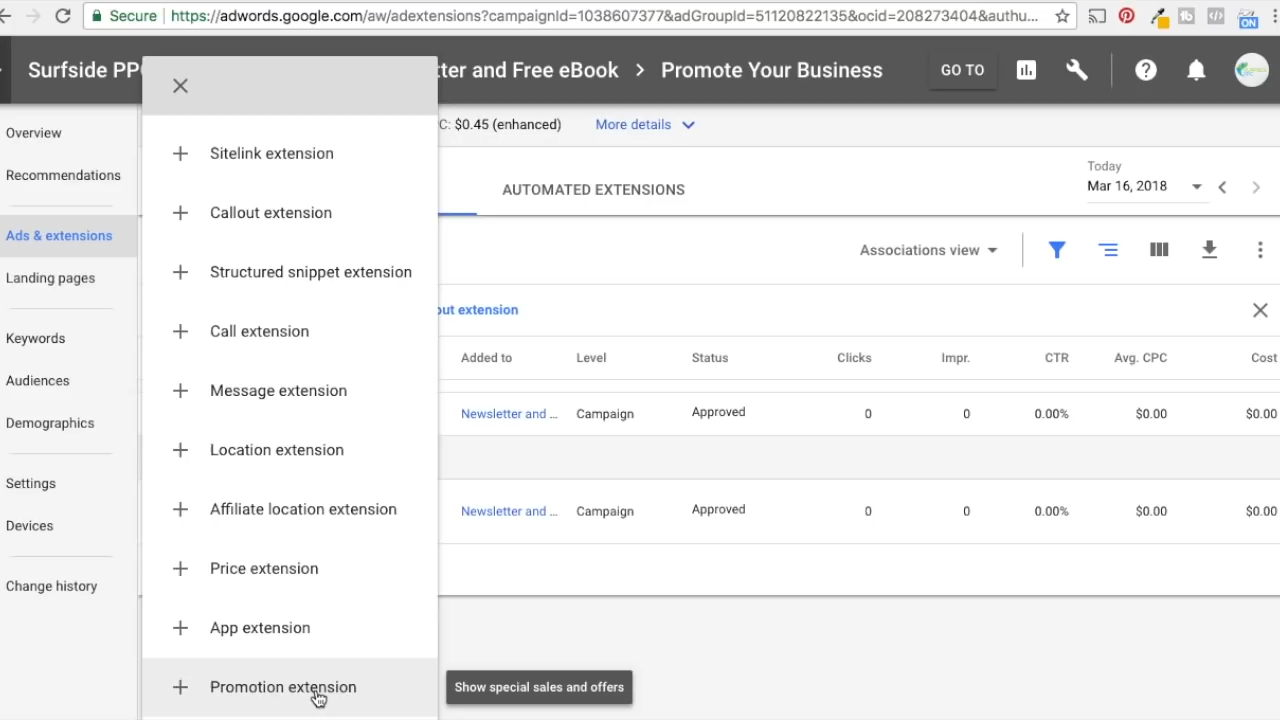 Secure
https://adwords.google.com/aw/adextensions?campaignId=1038607377&adGroupId=51120822135&ocid=208273404&authu...
ON
Surfside PPC
ter and Free eBook > Promote Your Business
GO TO
Overview
Recommendations
Ads & extensions
Landing pages
Keywords
Audiences
Demographics
Settings
Devices
Change history
Sitelink extension
Callout extension
Structured snippet extension
Call extension
Message extension
Location extension
Affiliate location extension
Price extension
App extension
Promotion extension
Show special sales and offers
C: $0.45 (enhanced)
More details
AUTOMATED EXTENSIONS
Today
Mar 16, 2018
Associations view
out extension
Added to Level Status Clicks Impr. CTR Avg. CPC Cost
Newsletter and ... Campaign Approved 0 0 0.00% $0.00 $0.00
Newsletter and ... Campaign Approved 0 0 0.00% $0.00 $0.00